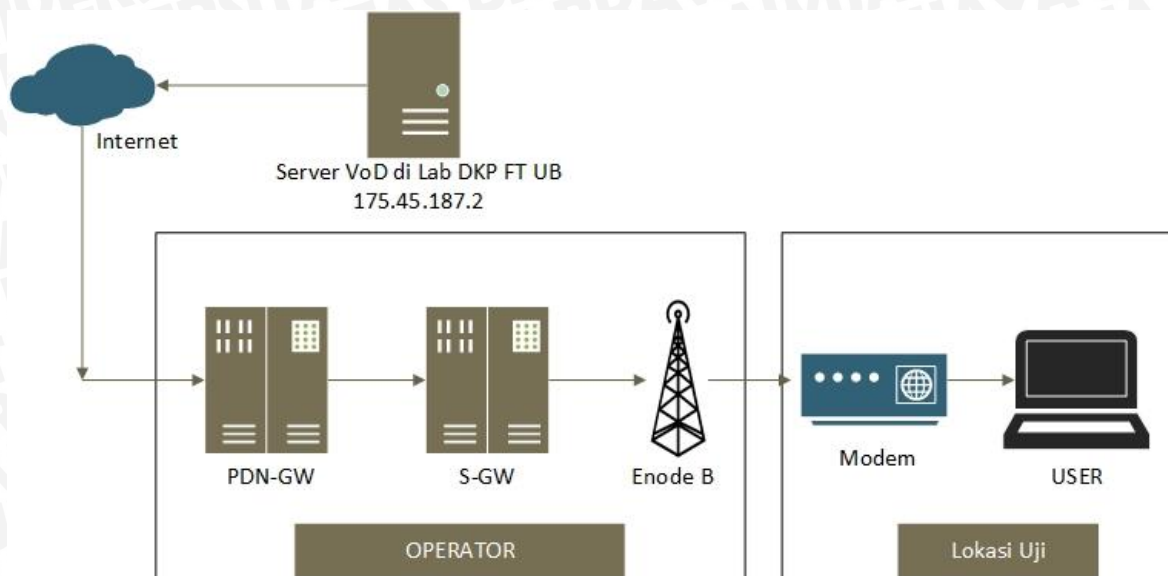 Internet
Server VoD di Lab DKP FT UB
175.45.187.2
PDN-GW
S-GW
Enode B
Modem
USER
OPERATOR
Lokasi Uji